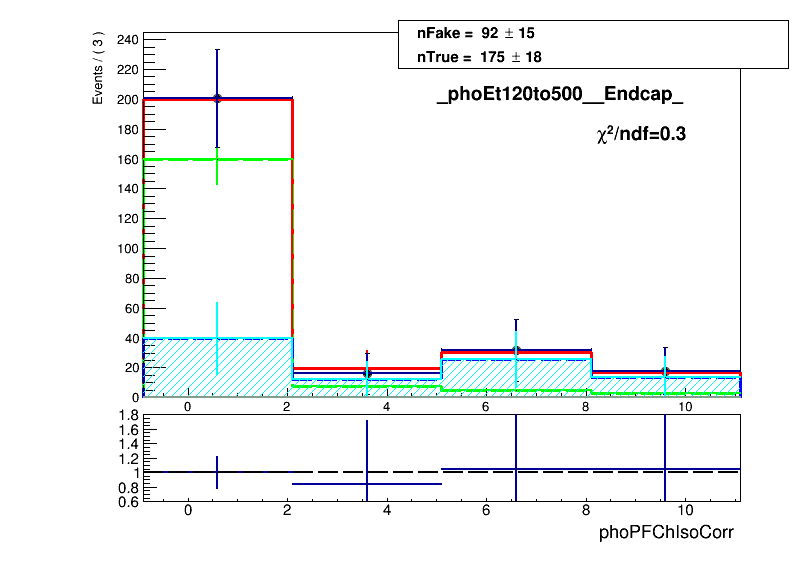 nFake = 92 ± 15
nTrue = 175 ± 18
_phoEt120to500__Endcap_
χ²/ndf=0.3
Events / ( 3 )
240
220
200
180
160
140
120
100
80
60
40
20
0
0 2 4 6 8 10
1.8
1.6
1.4
1.2
1
0.8
0.6
0 2 4 6 8 10
phoPFChIsoCorr